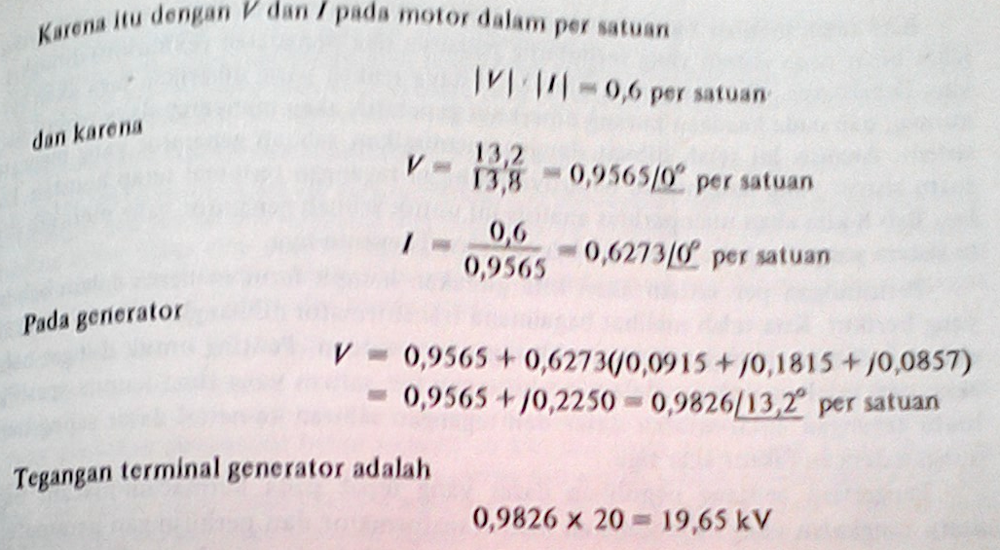 Karena itu dengan V dan I pada motor dalam per satuan
|V| · |I| = 0,6 per satuan
dan karena
V = 13,2 / 13,8 = 0,9565/0° per satuan
I = 0,6 / 0,9565 = 0,6273/0° per satuan
Pada generator
V = 0,9565 + 0,6273(j0,0915 + j0,1815 + j0,0857)
= 0,9565 + j0,2250 = 0,9826/13,2° per satuan
Tegangan terminal generator adalah
0,9826 x 20 = 19,65 kV